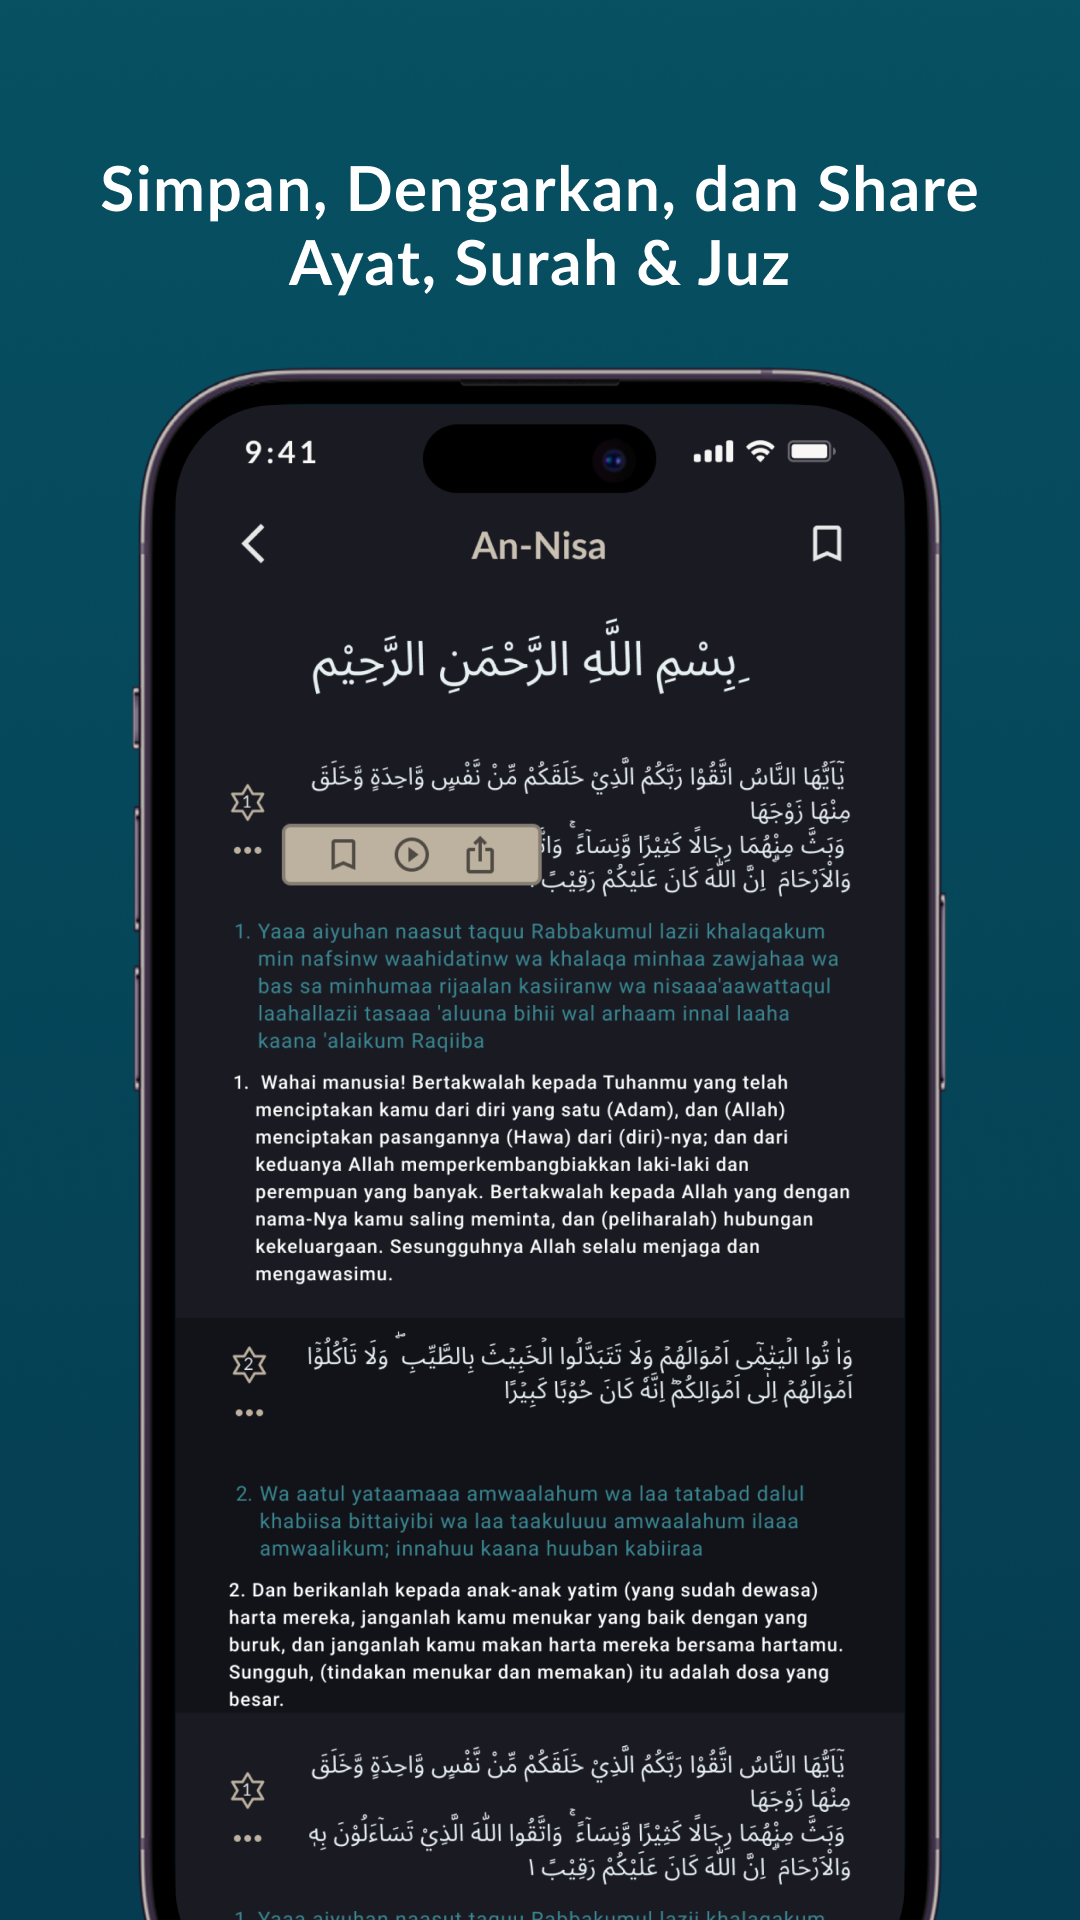 Simpan, Dengarkan, dan Share
Ayat, Surah & Juz
9:41
An-Nisa
بِسْمِ اللَّهِ الرَّحْمَنِ الرَّحِيْمِ
يٰٓاَيُّهَا النَّاسُ اتَّقُوْا رَبَّكُمُ الَّذِيْ خَلَقَكُمْ مِّنْ نَّفْسٍ وَّاحِدَةٍ وَّخَلَقَ
1
مِنْهَا زَوْجَهَا
وَبَثَّ مِنْهُمَا رِجَالًا كَثِيْرًا وَّنِسَاۤءً ۚ
وَالْاَرْحَامَ ۗ اِنَّ اللّٰهَ كَانَ عَلَيْكُمْ رَقِيْبًا
1. Yaaa aiyuhan naasut taquu Rabbakumul lazii khalaqakum
min nafsinw waahidatinw wa khalaqa minhaa zawjahaa wa
bas sa minhumaa rijaalan kasiiranw wa nisaaa'aawattaqul
laahallazii tasaaa 'aluuna bihii wal arhaam innal laaha
kaana 'alaikum Raqiiba
1. Wahai manusia! Bertakwalah kepada Tuhanmu yang telah
menciptakan kamu dari diri yang satu (Adam), dan (Allah)
menciptakan pasangannya (Hawa) dari (diri)-nya; dan dari
keduanya Allah memperkembangbiakkan laki-laki dan
perempuan yang banyak. Bertakwalah kepada Allah yang dengan
nama-Nya kamu saling meminta, dan (peliharalah) hubungan
kekeluargaan. Sesungguhnya Allah selalu menjaga dan
mengawasimu.
وَاٰ تُوا الْيَتٰمٰٓى اَمْوَالَهُمْ وَلَا تَتَبَدَّلُوا الْخَبِيْثَ بِالطَّيِّبِ ۖ وَلَا تَأْكُلُوْٓا
2
اَمْوَالَهُمْ اِلٰٓى اَمْوَالِكُمْ ۗ اِنَّهٗ كَانَ حُوْبًا كَبِيْرًا
2. Wa aatul yataamaaa amwaalahum wa laa tatabad dalul
khabiisa bittaiyibi wa laa taakuluuu amwaalahum ilaaa
amwaalikum; innahuu kaana huuban kabiiraa
2. Dan berikanlah kepada anak-anak yatim (yang sudah dewasa)
harta mereka, janganlah kamu menukar yang baik dengan yang
buruk, dan janganlah kamu makan harta mereka bersama hartamu.
Sungguh, (tindakan menukar dan memakan) itu adalah dosa yang
besar.
يٰٓاَيُّهَا النَّاسُ اتَّقُوْا رَبَّكُمُ الَّذِيْ خَلَقَكُمْ مِّنْ نَّفْسٍ وَّاحِدَةٍ وَّخَلَقَ
1
مِنْهَا زَوْجَهَا
وَبَثَّ مِنْهُمَا رِجَالًا كَثِيْرًا وَّنِسَاۤءً ۚ وَاتَّقُوا اللّٰهَ الَّذِيْ تَسَاۤءَلُوْنَ بِهٖ
وَالْاَرْحَامَ ۗ اِنَّ اللّٰهَ كَانَ عَلَيْكُمْ رَقِيْبًا ١
1. Yaaa aiyuhan naasut taquu Rabbakumul lazii khalaqakum